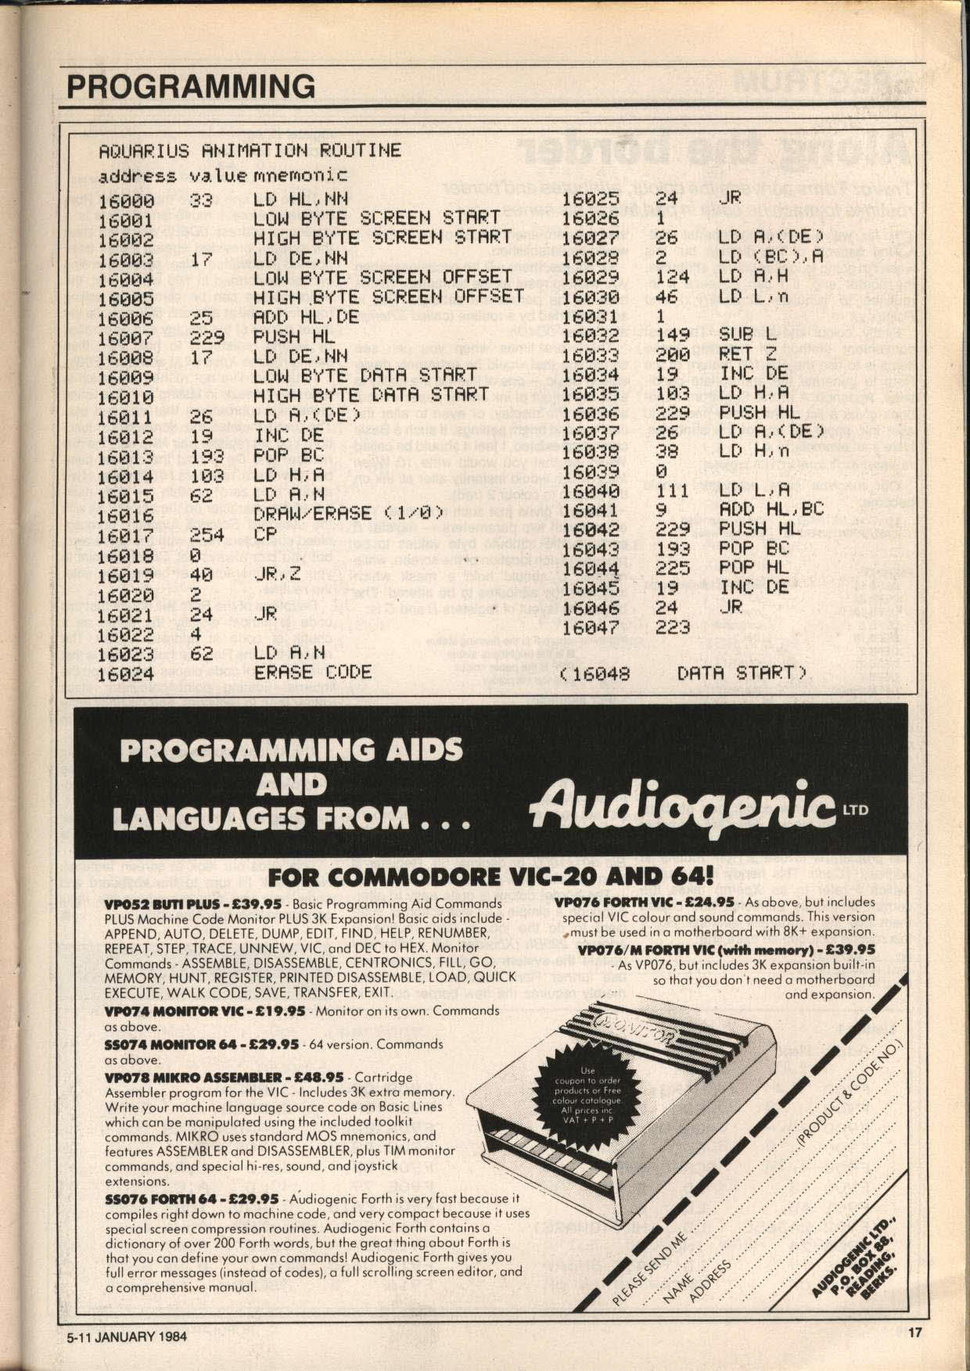 PROGRAMMING
AQUARIUS ANIMATION ROUTINE
address value mnemonic
16000 33 LD HL,NN
16001 LOW BYTE SCREEN START
16002 HIGH BYTE SCREEN START
16003 17 LD DE,NN
16004 LOW BYTE SCREEN OFFSET
16005 HIGH BYTE SCREEN OFFSET
16006 25 ADD HL,DE
16007 229 PUSH HL
16008 17 LD DE,NN
16009 LOW BYTE DATA START
16010 HIGH BYTE DATA START
16011 26 LD A,(DE)
16012 19 INC DE
16013 193 POP BC
16014 103 LD H,A
16015 62 LD A,N
16016 DRAW/ERASE (1/0)
16017 254 CP
16018 0
16019 40 JR,Z
16020 2
16021 24 JR
16022 4
16023 62 LD A,N
16024 ERASE CODE
16025 24 JR
16026 1
16027 26 LD A,(DE)
16028 2 LD (BC),A
16029 124 LD A,H
16030 46 LD L,n
16031 1
16032 149 SUB L
16033 200 RET Z
16034 19 INC DE
16035 103 LD H,A
16036 229 PUSH HL
16037 26 LD A,(DE)
16038 38 LD H,n
16039 0
16040 111 LD L,A
16041 9 ADD HL,BC
16042 229 PUSH HL
16043 193 POP BC
16044 225 POP HL
16045 19 INC DE
16046 24 JR
16047 223
(16048 DATA START)
PROGRAMMING AIDS
AND
LANGUAGES FROM . . .
Audiogenic LTD
FOR COMMODORE VIC-20 AND 64!
VP052 BUTI PLUS - £39.95 - Basic Programming Aid Commands
PLUS Machine Code Monitor PLUS 3K Expansion! Basic aids include -
APPEND, AUTO, DELETE, DUMP, EDIT, FIND, HELP, RENUMBER,
REPEAT, STEP, TRACE, UNNEW, VIC, and DEC to HEX. Monitor
Commands - ASSEMBLE, DISASSEMBLE, CENTRONICS, FILL, GO,
MEMORY, HUNT, REGISTER, PRINTED DISASSEMBLE, LOAD, QUICK
EXECUTE, WALK CODE, SAVE, TRANSFER, EXIT.
VP074 MONITOR VIC - £19.95 - Monitor on its own. Commands
as above.
SS074 MONITOR 64 - £29.95 - 64 version. Commands
as above.
VP078 MIKRO ASSEMBLER - £48.95 - Cartridge
Assembler program for the VIC - Includes 3K extra memory.
Write your machine language source code on Basic Lines
which can be manipulated using the included toolkit
commands. MIKRO uses standard MOS mnemonics, and
features ASSEMBLER and DISASSEMBLER, plus TIM monitor
commands, and special hi-res, sound, and joystick
extensions.
SS076 FORTH 64 - £29.95 - Audiogenic Forth is very fast because it
compiles right down to machine code, and very compact because it uses
special screen compression routines. Audiogenic Forth contains a
dictionary of over 200 Forth words, but the great thing about Forth is
that you can define your own commands! Audiogenic Forth gives you
full error messages (instead of codes), a full scrolling screen editor, and
a comprehensive manual.
VP076 FORTH VIC - £24.95 - As above, but includes
special VIC colour and sound commands. This version
must be used in a motherboard with 8K+ expansion.
VP076/M FORTH VIC (with memory) - £39.95
- As VP076, but includes 3K expansion built-in
so that you don't need a motherboard
and expansion.
MONITOR
Use
coupon to order
products or Free
colour catalogue.
All prices inc.
VAT + P + P
PLEASE SEND ME
(PRODUCT & CODE NO.)
NAME
ADDRESS
AUDIOGENIC LTD.,
P.O. BOX 88,
READING,
BERKS.
5-11 JANUARY 1984
17